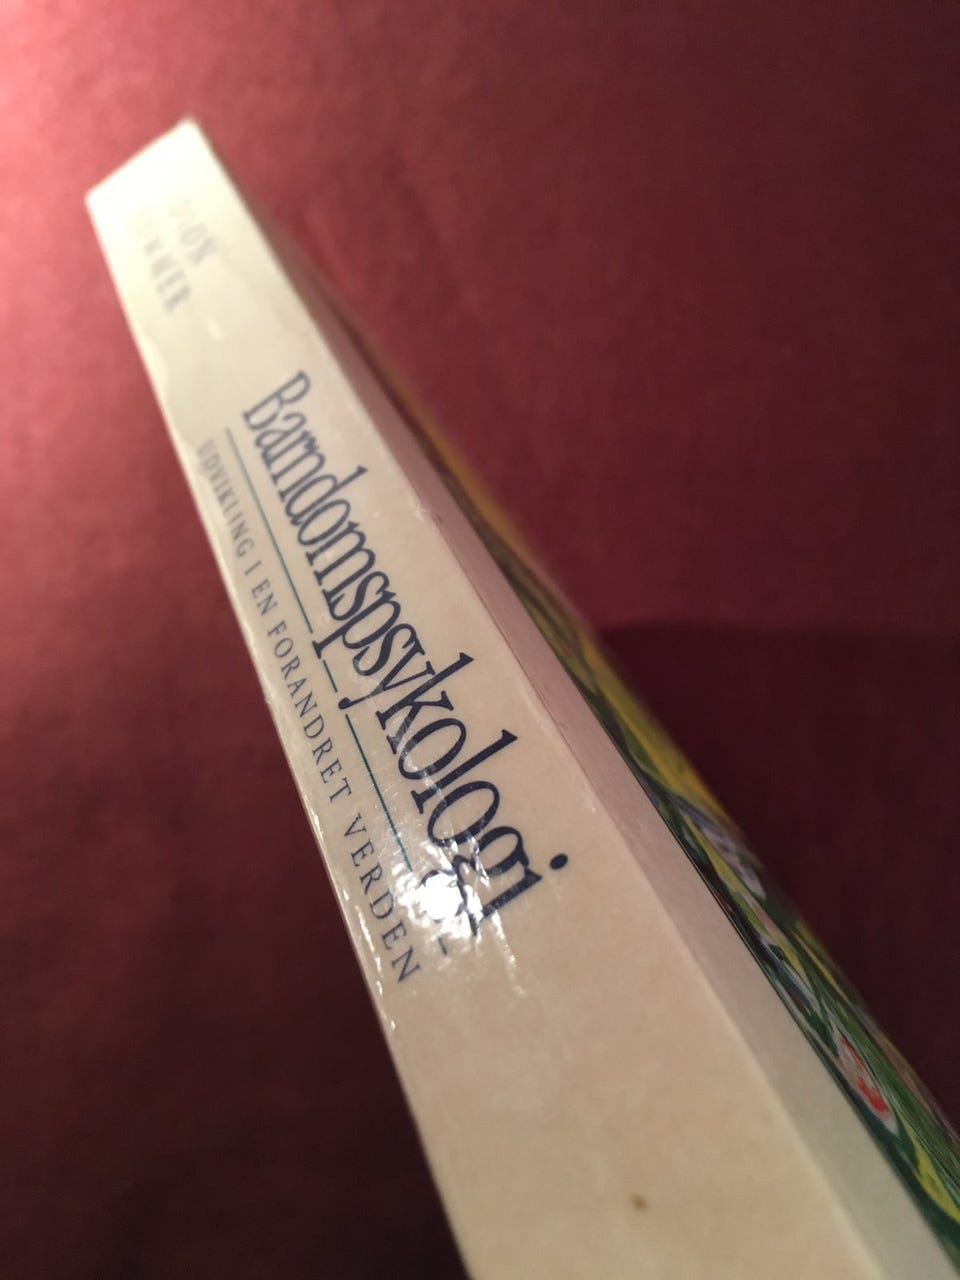 Barndomspsykologi
UDVIKLING I EN FORANDRET VERDEN